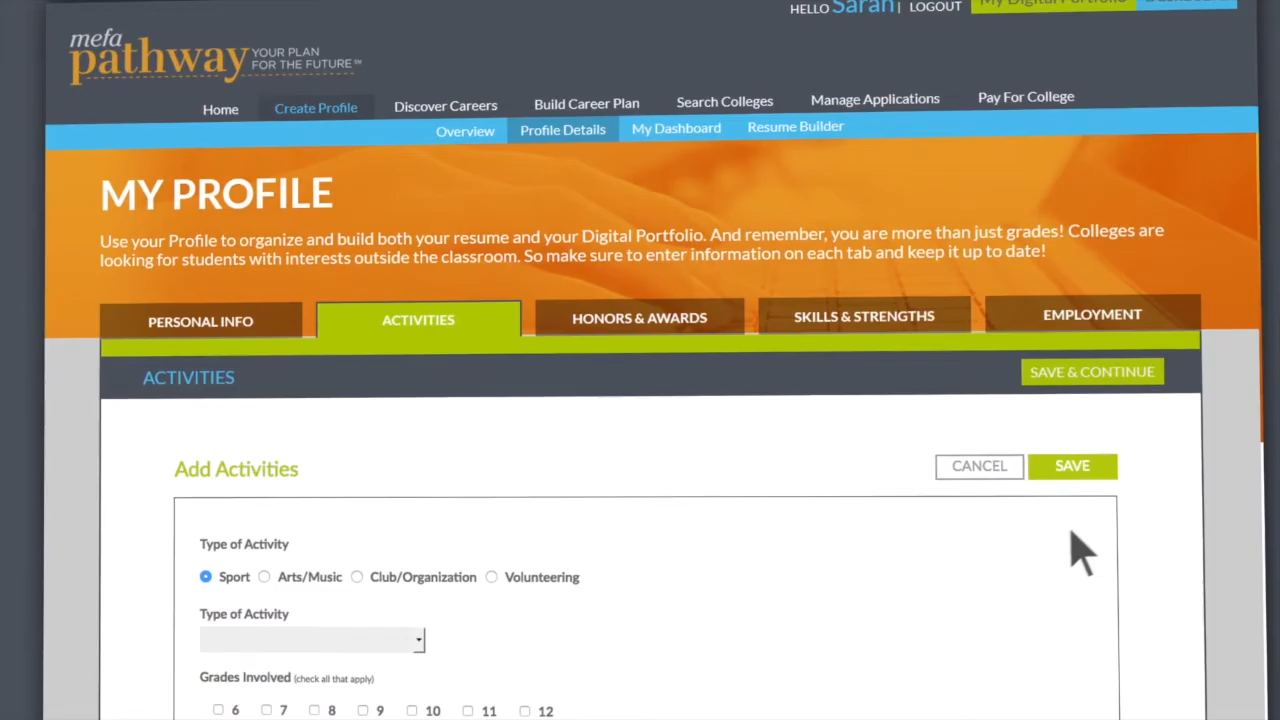 HELLO Sarah | LOGOUT My Digital Portfolio
mefa
pathway YOUR PLAN
FOR THE FUTURE℠
Home Create Profile Discover Careers Build Career Plan Search Colleges Manage Applications Pay For College
Overview Profile Details My Dashboard Resume Builder
MY PROFILE
Use your Profile to organize and build both your resume and your Digital Portfolio. And remember, you are more than just grades! Colleges are
looking for students with interests outside the classroom. So make sure to enter information on each tab and keep it up to date!
PERSONAL INFO ACTIVITIES HONORS & AWARDS SKILLS & STRENGTHS EMPLOYMENT
ACTIVITIES SAVE & CONTINUE
Add Activities CANCEL SAVE
Type of Activity
Sport Arts/Music Club/Organization Volunteering
Type of Activity
Grades Involved (check all that apply)
6 7 8 9 10 11 12